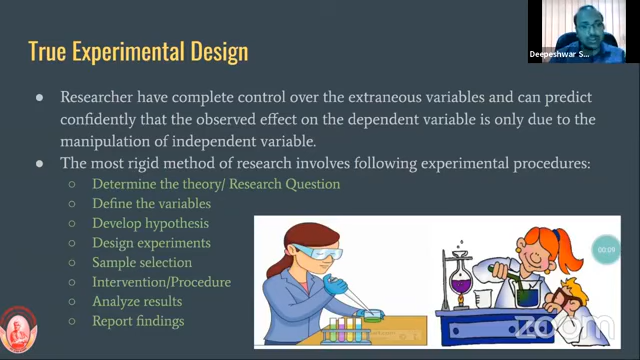 True Experimental Design
Deepeshwar S...
● Researcher have complete control over the extraneous variables and can predict
confidently that the observed effect on the dependent variable is only due to the
manipulation of independent variable.
● The most rigid method of research involves following experimental procedures:
○ Determine the theory/ Research Question
○ Define the variables
○ Develop hypothesis
○ Design experiments
○ Sample selection
○ Intervention/Procedure
○ Analyze results
○ Report findings
00:09
zoom